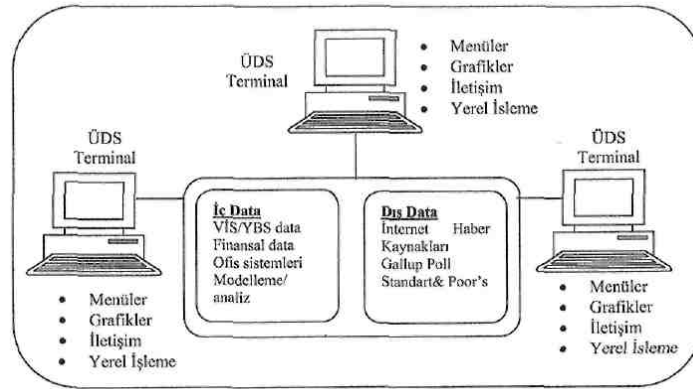 ÜDS
Terminal
• Menüler
• Grafikler
• İletişim
• Yerel İsleme
ÜDS
Terminal
ÜDS
Terminal
İç Data
VİS/YBS data
Finansal data
Ofis sistemleri
Modelleme/
analiz
Dış Data
İnternet Haber
Kaynakları
Gallup Poll
Standart& Poor's
• Menüler
• Grafikler
• İletişim
• Yerel İşleme
• Menüler
• Grafikler
• İletişim
• Yerel İsleme